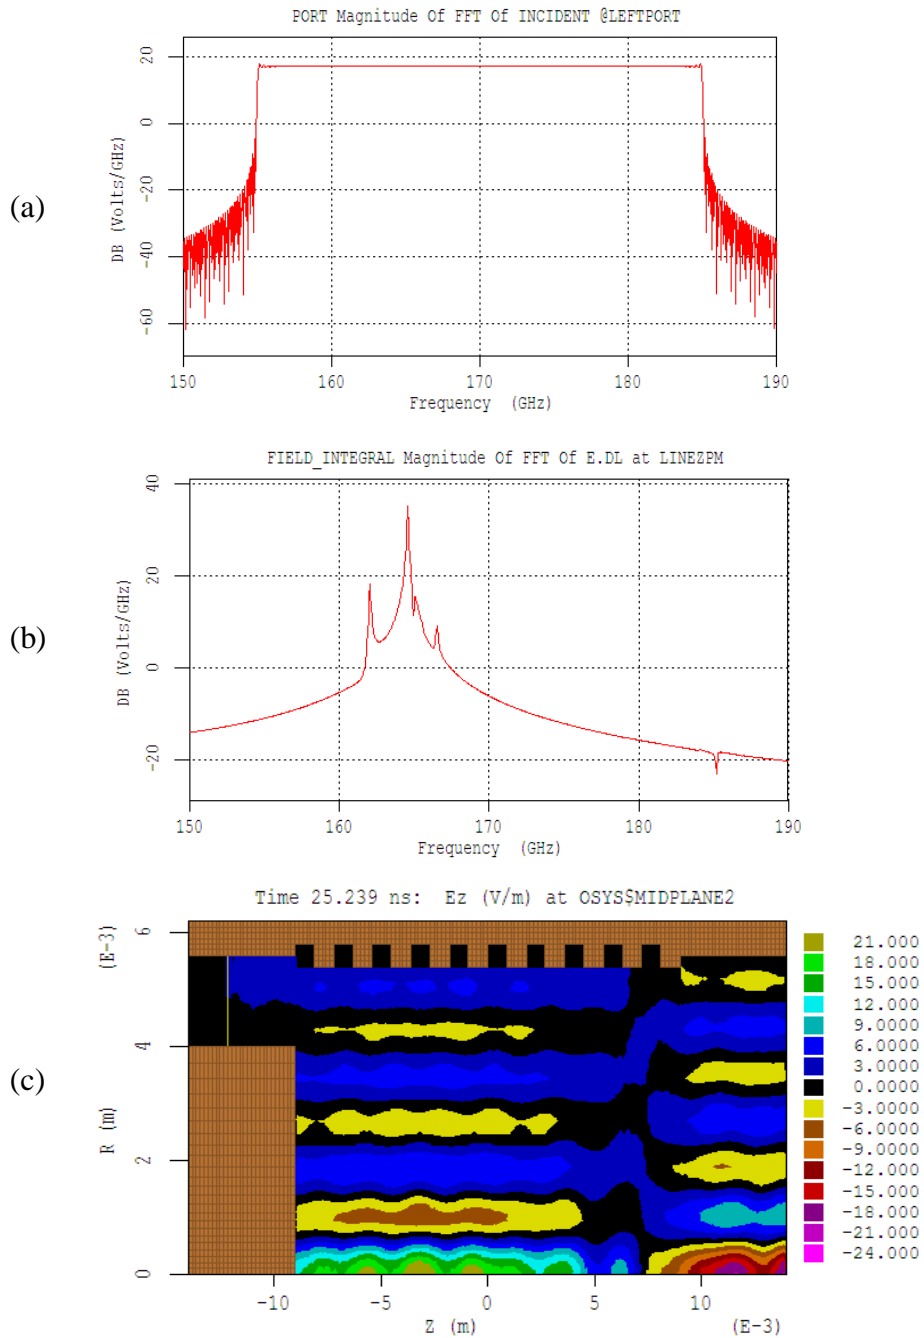 (a)
PORT Magnitude Of FFT Of INCIDENT @LEFTPORT
DB (Volts/GHz)
20
0
-20
-40
-60
150 160 170 180 190
Frequency (GHz)
(b)
FIELD_INTEGRAL Magnitude Of FFT Of E.DL at LINEZPM
DB (Volts/GHz)
40
20
0
-20
150 160 170 180 190
Frequency (GHz)
(c)
Time 25.239 ns: Ez (V/m) at OSYS$MIDPLANE2
(E-3)
R (m)
6
4
2
0
-10 -5 0 5 10
Z (m) (E-3)
21.000
18.000
15.000
12.000
9.0000
6.0000
3.0000
0.0000
-3.0000
-6.0000
-9.0000
-12.000
-15.000
-18.000
-21.000
-24.000